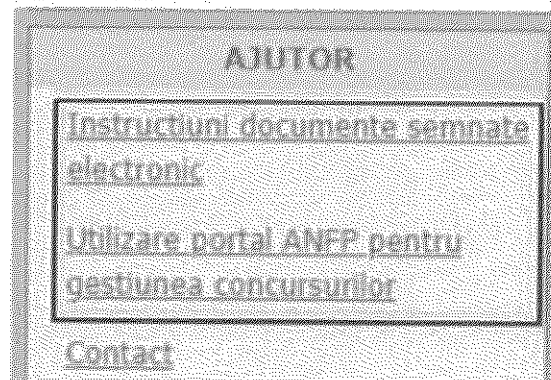 AJUTOR
Instructiuni documente semnate
electronic
Utilizare portal ANFP pentru
gestiunea concursurilor
Contact